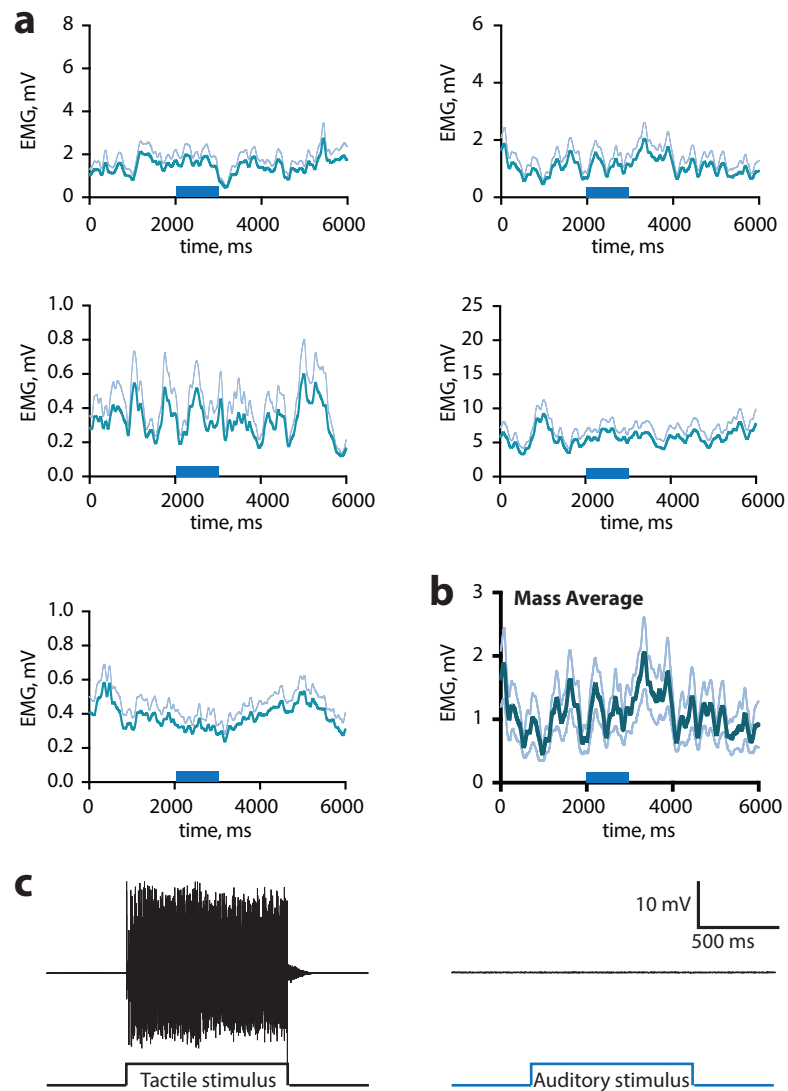 a
8
6
4
2
0
EMG, mV
0 2000 4000 6000
time, ms
6
4
2
0
EMG, mV
0 2000 4000 6000
time, ms
1.0
0.8
0.6
0.4
0.2
0.0
EMG, mV
0 2000 4000 6000
time, ms
25
20
15
10
5
0
EMG, mV
0 2000 4000 6000
time, ms
1.0
0.8
0.6
0.4
0.2
0.0
EMG, mV
0 2000 4000 6000
time, ms
b
Mass Average
3
2
1
0
EMG, mV
0 2000 4000 6000
time, ms
c
10 mV
500 ms
Tactile stimulus
Auditory stimulus